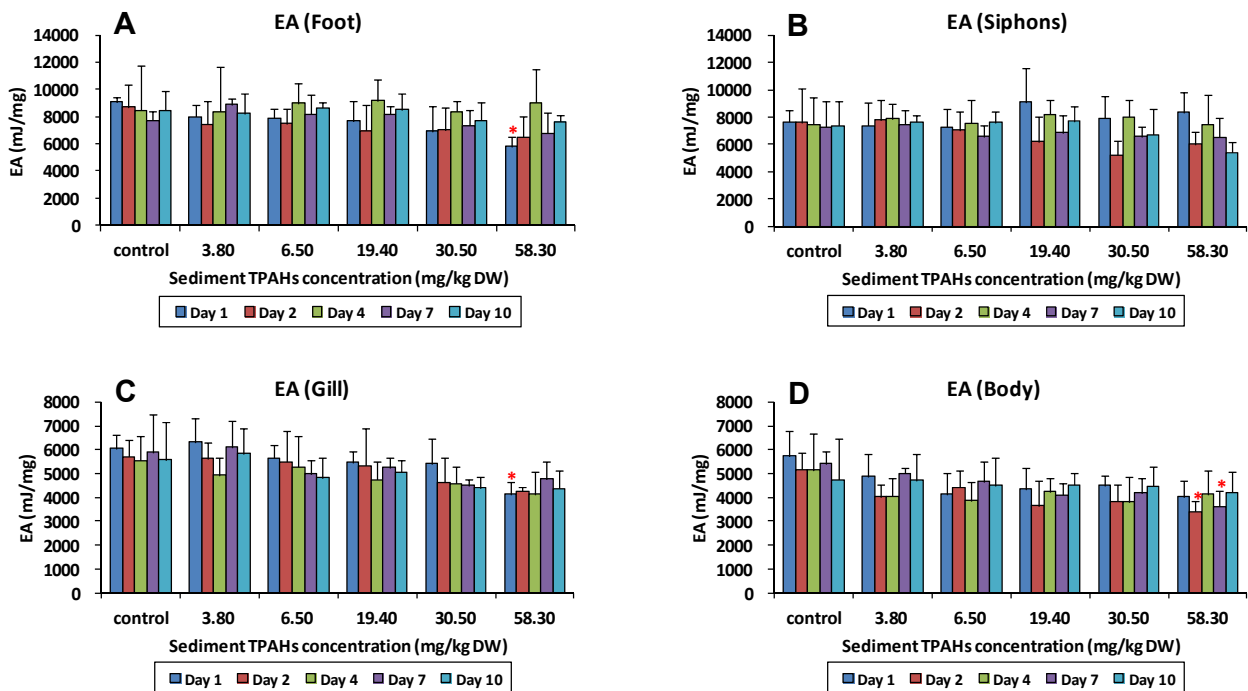 A EA (Foot)
14000
12000
10000
8000
6000
4000
2000
0
EA (mJ/mg)
*
control 3.80 6.50 19.40 30.50 58.30
Sediment TPAHs concentration (mg/kg DW)
Day 1 Day 2 Day 4 Day 7 Day 10
B EA (Siphons)
14000
12000
10000
8000
6000
4000
2000
0
EA (mJ/mg)
control 3.80 6.50 19.40 30.50 58.30
Sediment TPAHs concentration (mg/kg DW)
Day 1 Day 2 Day 4 Day 7 Day 10
C EA (Gill)
8000
7000
6000
5000
4000
3000
2000
1000
0
EA (mJ/mg)
*
control 3.80 6.50 19.40 30.50 58.30
Sediment TPAHs concentration (mg/kg DW)
Day 1 Day 2 Day 4 Day 7 Day 10
D EA (Body)
8000
7000
6000
5000
4000
3000
2000
1000
0
EA (mJ/mg)
* *
control 3.80 6.50 19.40 30.50 58.30
Sediment TPAHs concentration (mg/kg DW)
Day 1 Day 2 Day 4 Day 7 Day 10